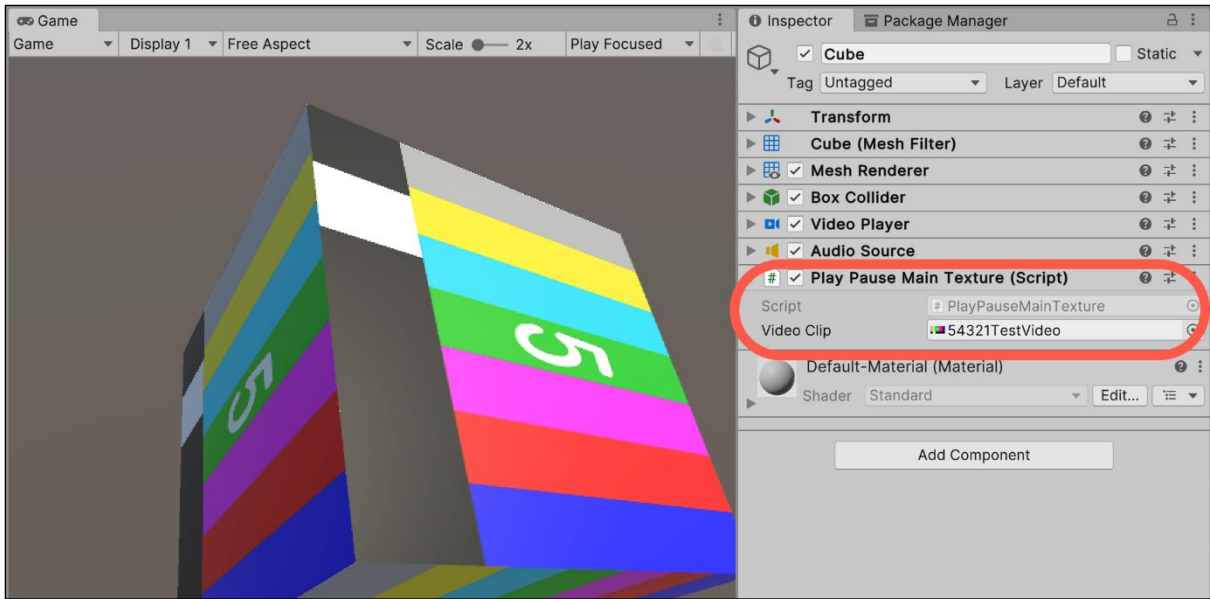 Game
Game Display 1 Free Aspect Scale 2x Play Focused
5
5
Inspector Package Manager
Cube Static
Tag Untagged Layer Default
Transform
Cube (Mesh Filter)
Mesh Renderer
Box Collider
Video Player
Audio Source
# Play Pause Main Texture (Script)
Script # PlayPauseMainTexture
Video Clip 54321TestVideo
Default-Material (Material)
Shader Standard Edit...
Add Component